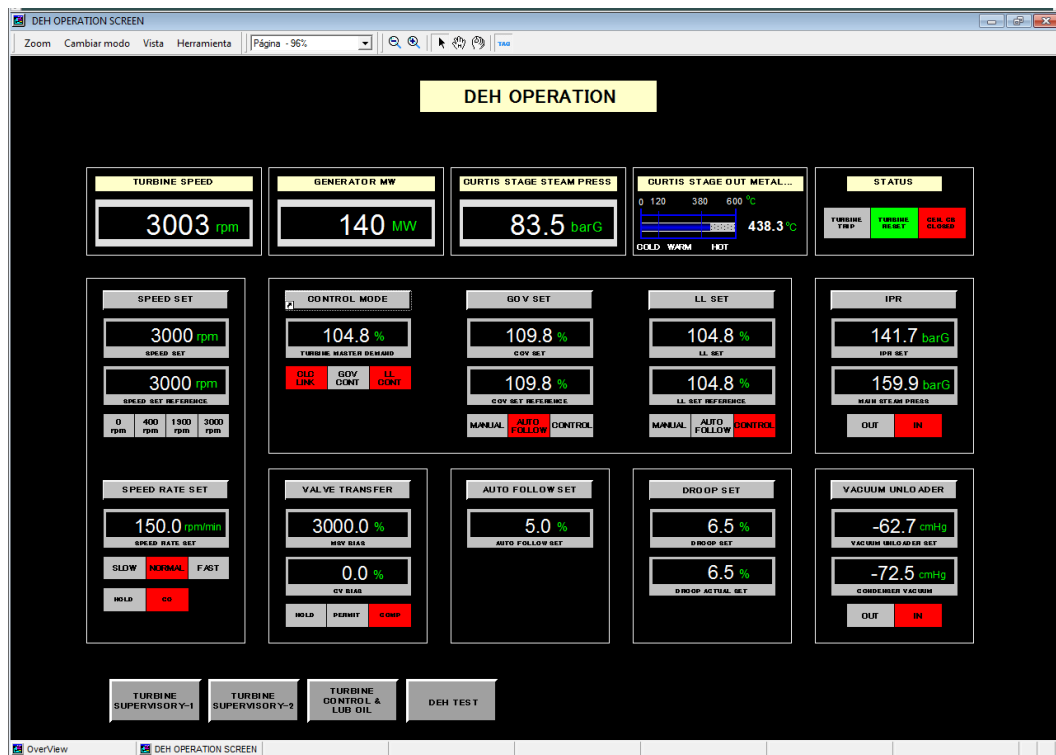 DEH OPERATION SCREEN
Zoom Cambiar modo Vista Herramienta Página - 96% TAG
DEH OPERATION
TURBINE SPEED
3003 rpm
GENERATOR MW
140 MW
CURTIS STAGE STEAM PRESS
83.5 barG
CURTIS STAGE OUT METAL...
0 120 380 600 °C
438.3 °C
COLD WARM HOT
STATUS
TURBINE TRIP
TURBINE RESET
GEN. CB CLOSED
SPEED SET
3000 rpm
SPEED SET
3000 rpm
SPEED SET REFERENCE
0 rpm
400 rpm
1900 rpm
3000 rpm
CONTROL MODE
104.8 %
TURBINE MASTER DEMAND
CLD LINK
GOV CONT
LL CONT
GOV SET
109.8 %
GOV SET
109.8 %
GOV SET REFERENCE
MANUAL
AUTO FOLLOW
CONTROL
LL SET
104.8 %
LL SET
104.8 %
LL SET REFERENCE
MANUAL
AUTO FOLLOW
CONTROL
IPR
141.7 barG
IPR SET
159.9 barG
MAIN STEAM PRESS
OUT
IN
SPEED RATE SET
150.0 rpm/min
SPEED RATE SET
SLOW
NORMAL
FAST
HOLD
GO
VALVE TRANSFER
3000.0 %
MSV BIAS
0.0 %
CV BIAS
HOLD
PERMIT
COMP
AUTO FOLLOW SET
5.0 %
AUTO FOLLOW SET
DROOP SET
6.5 %
DROOP SET
6.5 %
DROOP ACTUAL SET
VACUUM UNLOADER
-62.7 cmHg
VACUUM UNLOADER SET
-72.5 cmHg
CONDENSER VACUUM
OUT
IN
TURBINE
SUPERVISORY-1
TURBINE
SUPERVISORY-2
TURBINE
CONTROL &
LUB OIL
DEH TEST
OverView
DEH OPERATION SCREEN